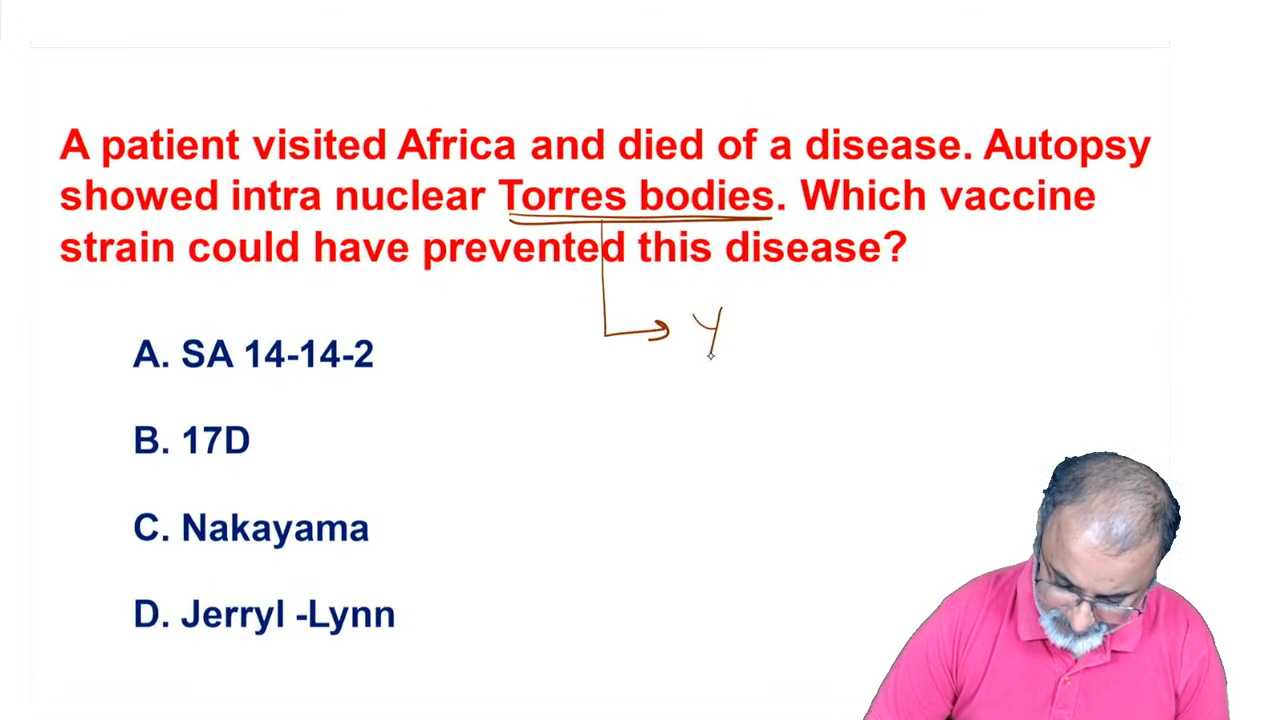 A patient visited Africa and died of a disease. Autopsy
showed intra nuclear Torres bodies. Which vaccine
strain could have prevented this disease?
Y
A. SA 14-14-2
B. 17D
C. Nakayama
D. Jerryl -Lynn